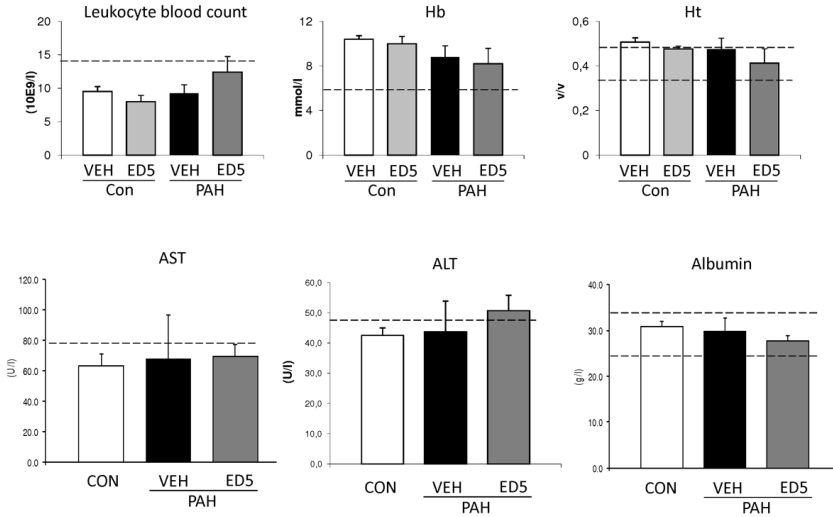 Leukocyte blood count
20
15
10
5
0
(10E9/l)
VEH ED5 VEH ED5
Con PAH
Hb
12
8
4
0
mmol/l
VEH ED5 VEH ED5
Con PAH
Ht
0,6
0,4
0,2
0
v/v
VEH ED5 VEH ED5
Con PAH
AST
120.0
100.0
80.0
60.0
40.0
20.0
0.0
(U/l)
CON VEH ED5
PAH
ALT
60,0
50,0
40,0
30,0
20,0
10,0
0,0
(U/l)
CON VEH ED5
PAH
Albumin
40.0
30.0
20.0
10.0
0.0
(g/l)
CON VEH ED5
PAH